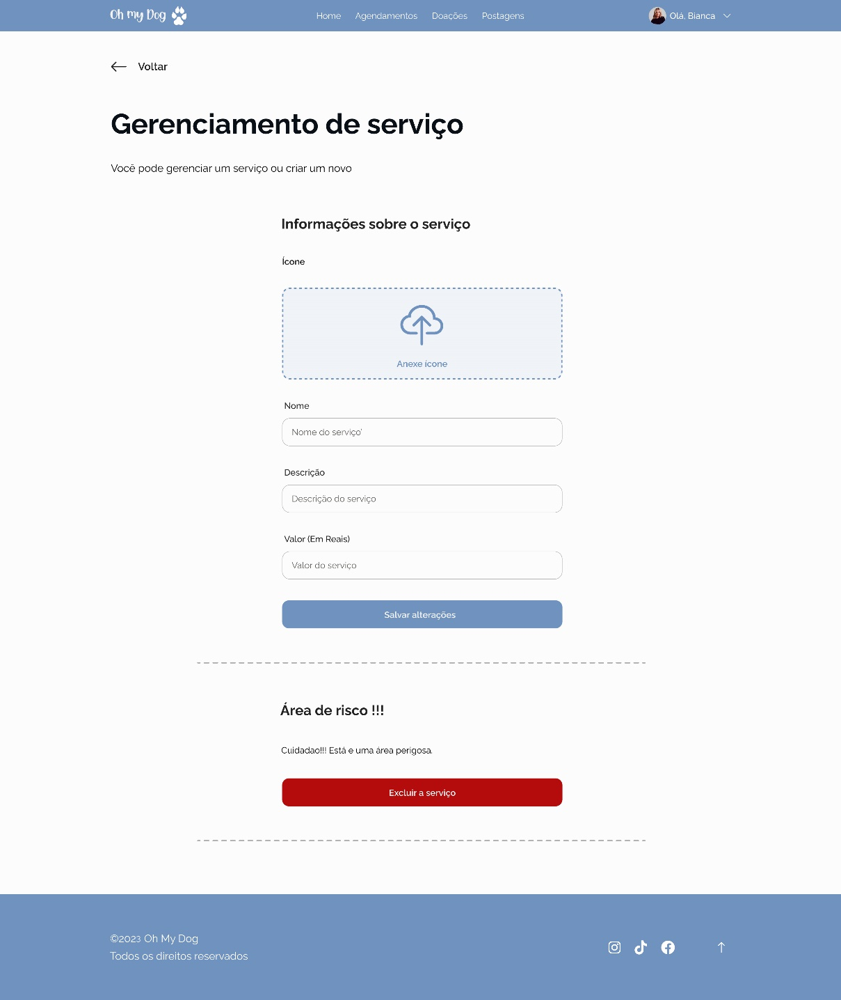 Oh my Dog
Home Agendamentos Doações Postagens
Olá, Bianca
Voltar
Gerenciamento de serviço
Você pode gerenciar um serviço ou criar um novo
Informações sobre o serviço
Ícone
Anexe ícone
Nome
Nome do serviço'
Descrição
Descrição do serviço
Valor (Em Reais)
Valor do serviço
Salvar alterações
Área de risco !!!
Cuidadao!!! Está e uma área perigosa.
Excluir a serviço
©2023 Oh My Dog
Todos os direitos reservados